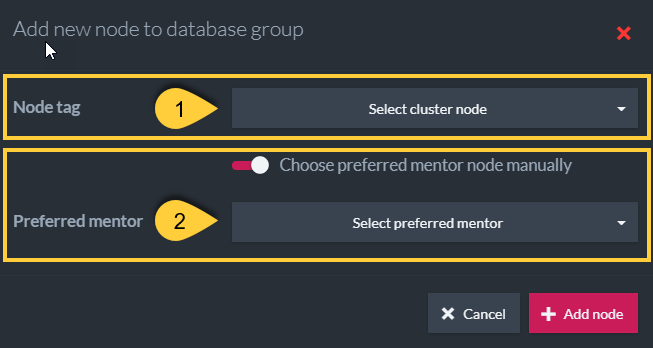 Add new node to database group
Node tag
1
Select cluster node
Choose preferred mentor node manually
Preferred mentor
2
Select preferred mentor
Cancel
Add node